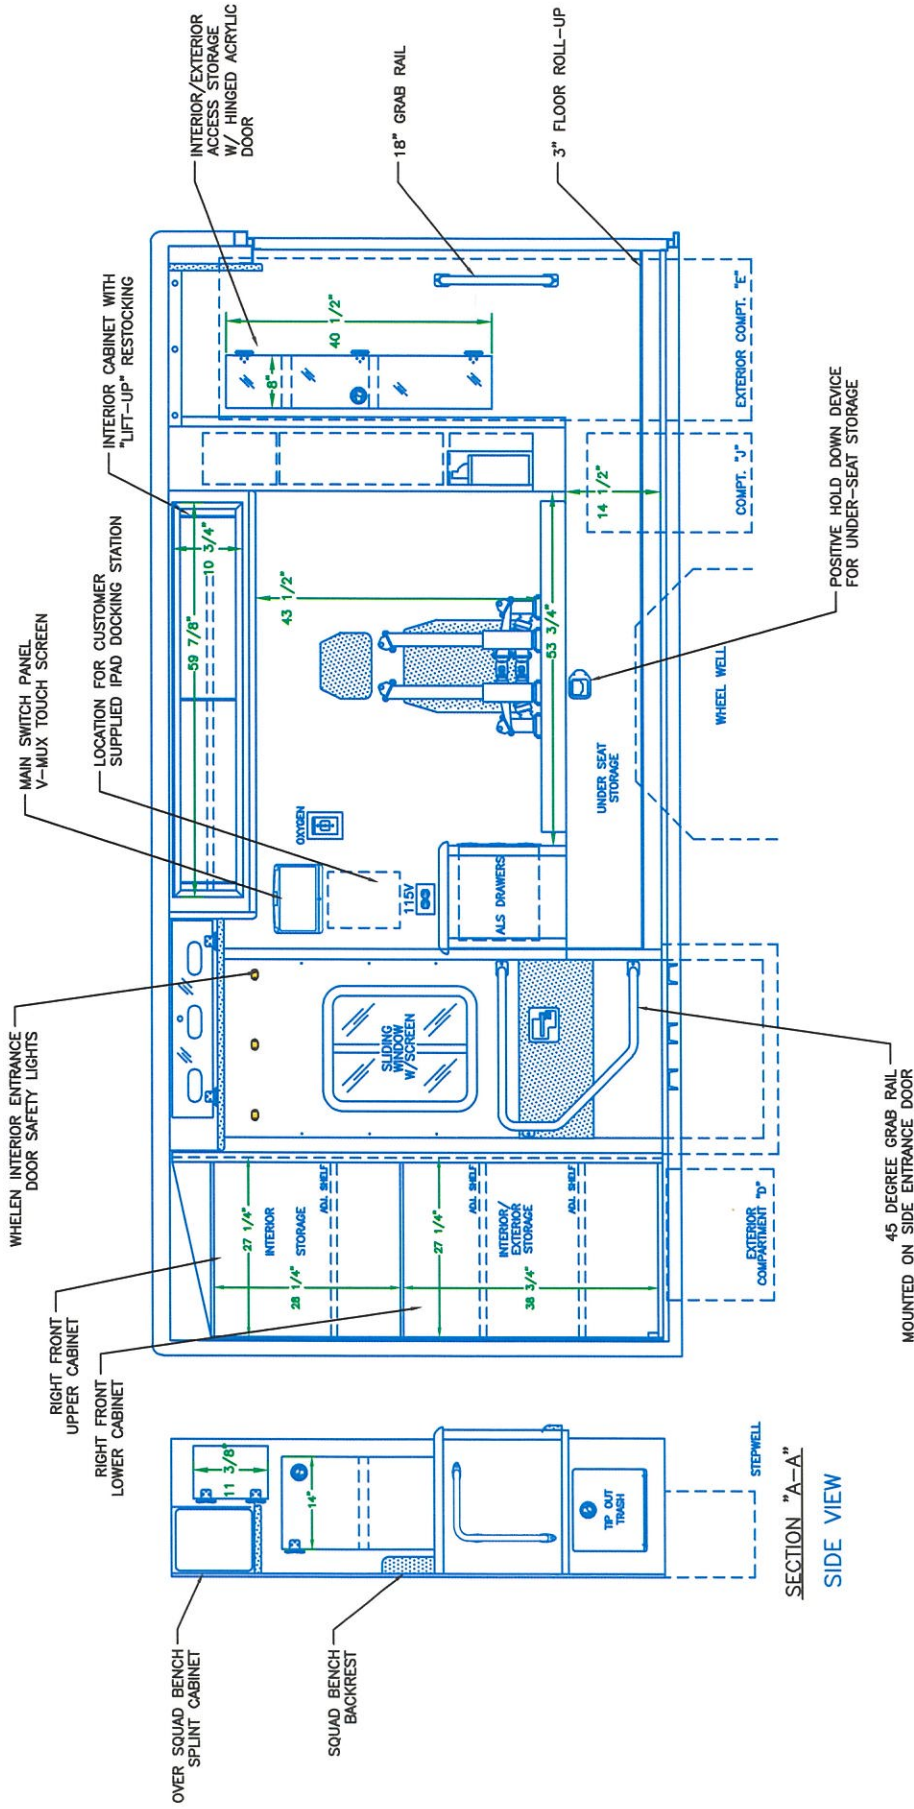 OVER SQUAD BENCH
SPLINT CABINET
SQUAD BENCH
BACKREST
11 3/8"
14"
TIP OUT
TRASH
STEPWELL
SECTION "A-A"
SIDE VIEW
RIGHT FRONT
UPPER CABINET
RIGHT FRONT
LOWER CABINET
WHELEN INTERIOR ENTRANCE
DOOR SAFETY LIGHTS
MAIN SWITCH PANEL
V-MUX TOUCH SCREEN
LOCATION FOR CUSTOMER
SUPPLIED IPAD DOCKING STATION
INTERIOR CABINET WITH
"LIFT-UP" RESTOCKING
INTERIOR/EXTERIOR
ACCESS STORAGE
W/ HINGED ACRYLIC
DOOR
18" GRAB RAIL
3" FLOOR ROLL-UP
27 1/4"
INTERIOR
STORAGE
28 1/4"
ADJ. SHELF
27 1/4"
ADJ. SHELF
INTERIOR/
EXTERIOR
STORAGE
38 3/4"
ADJ. SHELF
EXTERIOR
COMPARTMENT "D"
SLIDING
WINDOW
W/SCREEN
59 7/8"
10 3/4"
OXYGEN
115V
ALS DRAWERS
43 1/2"
53 3/4"
UNDER SEAT
STORAGE
14 1/2"
8"
40 1/2"
WHEEL WELL
COMPT. "J"
EXTERIOR COMPT. "E"
45 DEGREE GRAB RAIL
MOUNTED ON SIDE ENTRANCE DOOR
POSITIVE HOLD DOWN DEVICE
FOR UNDER-SEAT STORAGE